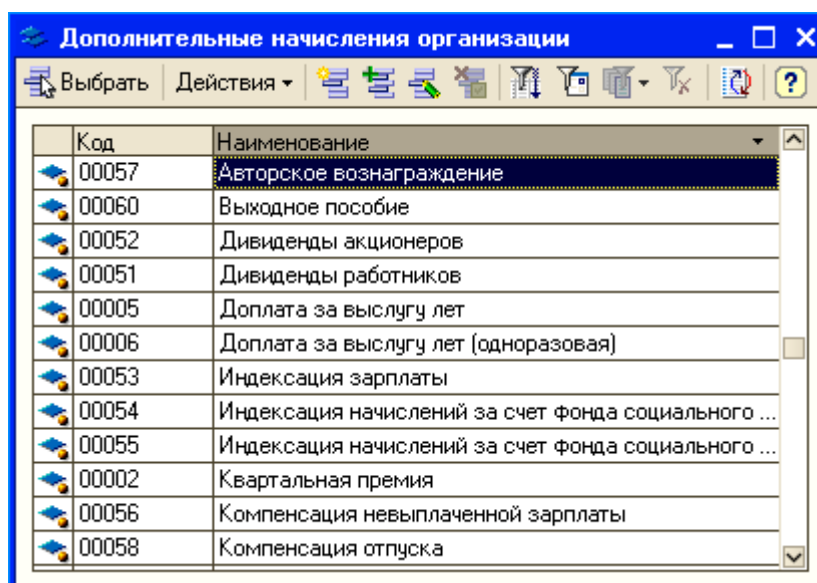 Дополнительные начисления организации
Выбрать Действия ?
Код Наименование
00057 Авторское вознаграждение
00060 Выходное пособие
00052 Дивиденды акционеров
00051 Дивиденды работников
00005 Доплата за выслугу лет
00006 Доплата за выслугу лет (одноразовая)
00053 Индексация зарплаты
00054 Индексация начислений за счет фонда социального ...
00055 Индексация начислений за счет фонда социального ...
00002 Квартальная премия
00056 Компенсация невыплаченной зарплаты
00058 Компенсация отпуска